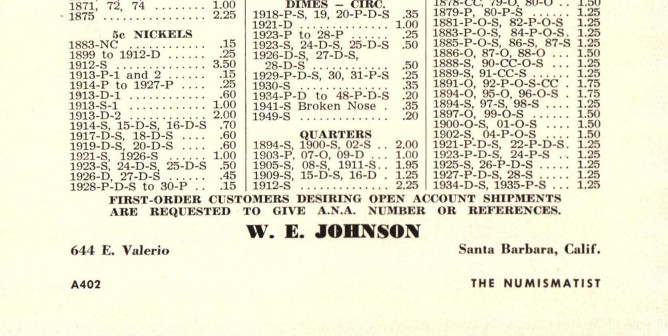 1871, 72, 74 ........ 1.00
1875 ................ 2.25
5c NICKELS
1883-NC .............. .15
1899 to 1912-D ....... .25
1912-S .............. 3.50
1913-P-1 and 2 ....... .15
1914-P to 1927-P ..... .25
1913-D-1 ............. .60
1913-S-1 ............ 1.00
1913-D-2 ............ 2.00
1914-S, 15-D-S, 16-D-S .70
1917-D-S, 18-D-S ..... .60
1919-D-S, 20-D-S ..... .60
1921-S, 1926-S ...... 1.00
1923-S, 24-D-S, 25-D-S .50
1926-D, 27-D-S ....... .45
1928-P-D-S to 30-P .. .15
DIMES – CIRC.
1918-P-S, 19, 20-P-D-S .35
1921-D .............. 1.00
1923-P to 28-P ....... .25
1923-S, 24-D-S, 25-D-S .50
1926-D-S, 27-D-S,
28-D-S ............... .50
1929-P-D-S, 30, 31-P-S .25
1930-S ............... .35
1934-P-D to 48-P-D-S .20
1941-S Broken Nose ... .35
1949-S ............... .20
QUARTERS
1894-S, 1900-S, 02-S .. 2.00
1903-P, 07-O, 09-D ... 1.00
1905-S, 08-S, 1911-S.. 1.95
1909-S, 15-D-S, 16-D . 1.25
1912-S .............. 2.25
1878-CC, 79-O, 80-O .. 1.50
1879-P, 80-P-S ...... 1.25
1881-P-O-S, 82-P-O-S 1.25
1883-P-O-S, 84-P-O-S. 1.25
1885-P-O-S, 86-S, 87-S 1.25
1886-O, 87-O, 88-O ... 1.50
1888-S, 90-CC-O-S ... 1.25
1889-S, 91-CC-S ..... 1.25
1891-O, 92-P-O-S-CC . 1.75
1894-O, 95-O, 96-O-S . 1.75
1894-S, 97-S, 98-S ... 1.25
1897-O, 99-O-S ...... 1.50
1900-O-S, 01-O-S .... 1.50
1902-S, 04-P-O-S .... 1.50
1921-P-D-S, 22-P-D-S. 1.25
1923-P-D-S, 24-P-S .. 1.25
1925-S, 26-P-D-S .... 1.25
1927-P-D-S, 28-S .... 1.25
1934-D-S, 1935-P-S .. 1.25
FIRST-ORDER CUSTOMERS DESIRING OPEN ACCOUNT SHIPMENTS
ARE REQUESTED TO GIVE A.N.A. NUMBER OR REFERENCES.
W. E. JOHNSON
644 E. Valerio Santa Barbara, Calif.
A402 THE NUMISMATIST